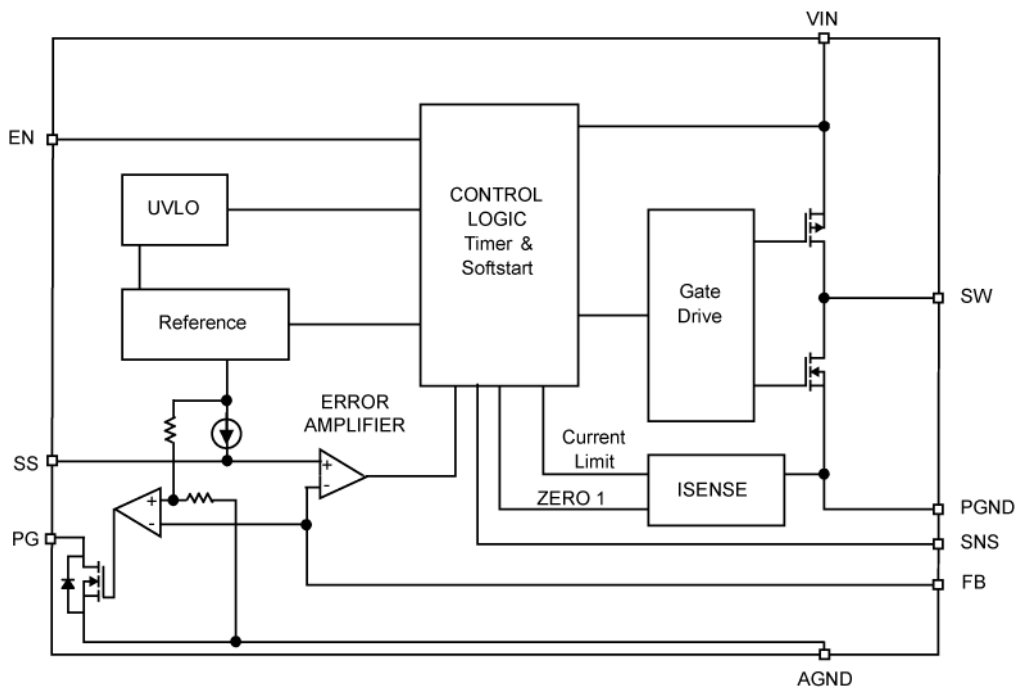 VIN
EN
UVLO
CONTROL
LOGIC
Timer &
Softstart
Reference
Gate
Drive
SW
ERROR
AMPLIFIER
SS
+
-
Current
Limit
ISENSE
ZERO 1
+
-
PG
PGND
SNS
FB
AGND